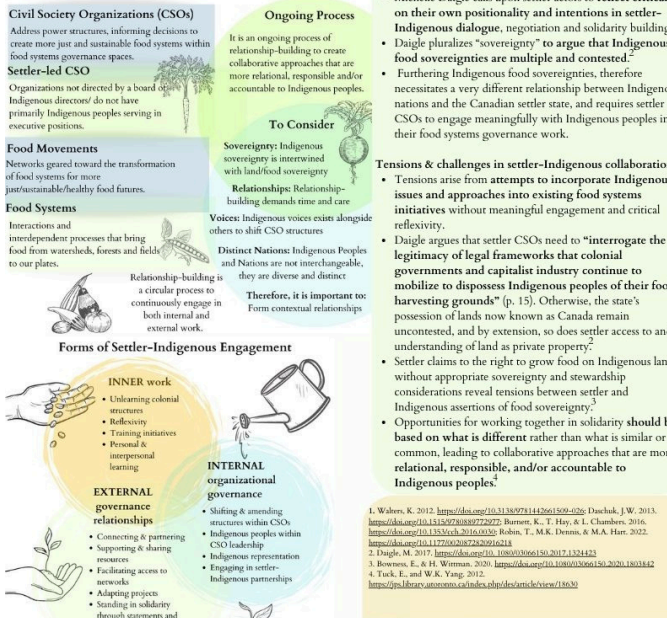 Civil Society Organizations (CSOs)
Address power structures, informing decisions to
create more just and sustainable food systems within
food systems governance spaces.
Settler-led CSO
Organizations not directed by a board of
Indigenous directors/ do not have
primarily Indigenous peoples serving in
executive positions.
Food Movements
Networks geared toward the transformation
of food systems for more
just/sustainable/healthy food futures.
Food Systems
Interactions and
interdependent processes that bring
food from watersheds, forests and fields
to our plates.
Ongoing Process
It is an ongoing process of
relationship-building to create
collaborative approaches that are
more relational, responsible and/or
accountable to Indigenous peoples.
To Consider
Sovereignty: Indigenous
sovereignty is intertwined
with land/food sovereignty
Relationships: Relationship-
building demands time and care
Voices: Indigenous voices exists alongside
others to shift CSO structures
Distinct Nations: Indigenous Peoples
and Nations are not interchangeable,
they are diverse and distinct
Therefore, it is important to:
Form contextual relationships
Relationship-building is
a circular process to
continuously engage in
both internal and
external work.
Forms of Settler-Indigenous Engagement
INNER work
• Unlearning colonial
structures
• Reflexivity
• Training initiatives
• Personal &
interpersonal
learning
INTERNAL
organizational
governance
• Shifting & amending
structures within CSOs
• Indigenous peoples within
CSO leadership
• Indigenous representation
• Engaging in settler-
Indigenous partnerships
EXTERNAL
governance
relationships
• Connecting & partnering
• Supporting & sharing
resources
• Facilitating access to
networks
• Adapting projects
• Standing in solidarity
through statements and
on their own positionality and intentions in settler-
Indigenous dialogue, negotiation and solidarity building
• Daigle pluralizes "sovereignty" to argue that Indigenous
food sovereignties are multiple and contested.2
• Furthering Indigenous food sovereignties, therefore
necessitates a very different relationship between Indigenous
nations and the Canadian settler state, and requires settler
CSOs to engage meaningfully with Indigenous peoples in
their food systems governance work.
Tensions & challenges in settler-Indigenous collaboration
• Tensions arise from attempts to incorporate Indigenous
issues and approaches into existing food systems
initiatives without meaningful engagement and critical
reflexivity.
• Daigle argues that settler CSOs need to "interrogate the
legitimacy of legal frameworks that colonial
governments and capitalist industry continue to
mobilize to dispossess Indigenous peoples of their food
harvesting grounds" (p. 15). Otherwise, the state's
possession of lands now known as Canada remain
uncontested, and by extension, so does settler access to and
understanding of land as private property.2
• Settler claims to the right to grow food on Indigenous land
without appropriate sovereignty and stewardship
considerations reveal tensions between settler and
Indigenous assertions of food sovereignty.3
• Opportunities for working together in solidarity should be
based on what is different rather than what is similar or
common, leading to collaborative approaches that are more
relational, responsible, and/or accountable to
Indigenous peoples.4
1. Walters, K. 2012. https://doi.org/10.3138/9781442661509-026; Daschuk, J.W. 2013.
https://doi.org/10.1515/9780889772977; Burnett, K., T. Hay, & L. Chambers. 2016.
https://doi.org/10.1353/cch.2016.0030; Robin, T., M.K. Dennis, & M.A. Hart. 2022.
https://doi.org/10.1177/0020872820916218
2. Daigle, M. 2017. https://doi.org/10. 1080/03066150.2017.1324423
3. Bowness, E., & H. Wittman. 2020. https://doi.org/10.1080/03066150.2020.1803842
4. Tuck, E., and W.K. Yang. 2012.
https://jps.library.utoronto.ca/index.php/des/article/view/18630